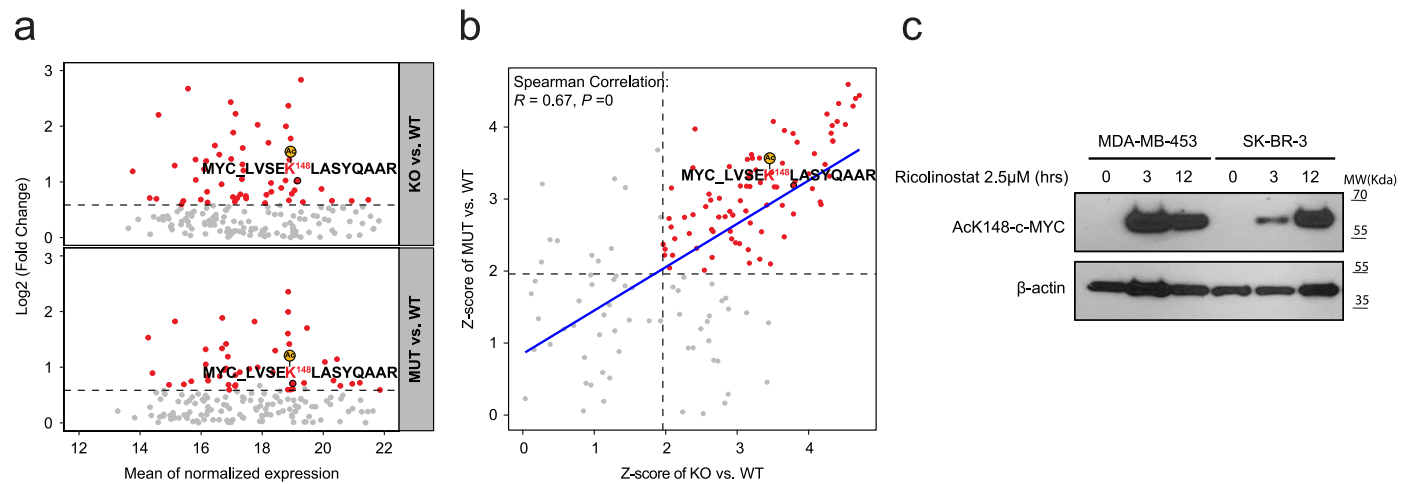 a
Log2 (Fold Change)
3
2
1
0
Ac
MYC_LVSEK¹⁴⁸LASYQAAR
KO vs. WT
3
2
1
0
Ac
MYC_LVSEK¹⁴⁸LASYQAAR
MUT vs. WT
12 14 16 18 20 22
Mean of normalized expression
b
Spearman Correlation:
R = 0.67, P =0
Z-score of MUT vs. WT
4
3
2
1
0
Ac
MYC_LVSEK¹⁴⁸LASYQAAR
0 1 2 3 4
Z-score of KO vs. WT
c
MDA-MB-453 SK-BR-3
Ricolinostat 2.5μM (hrs) 0 3 12 0 3 12 MW(Kda)
70
AcK148-c-MYC
55
55
β-actin
35